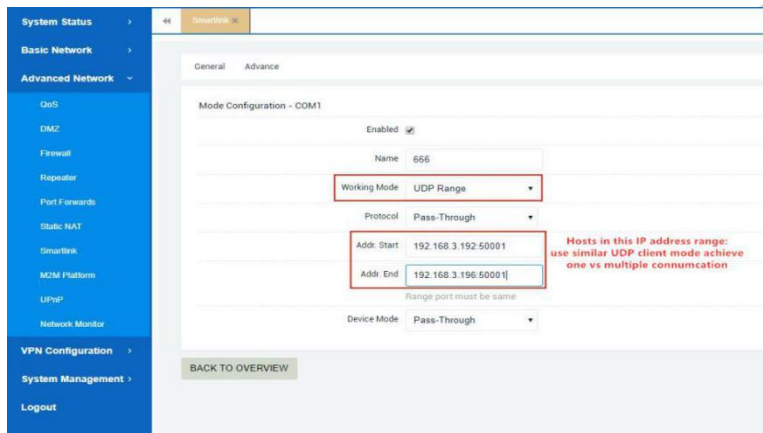 System Status
Basic Network
Advanced Network
QoS
DMZ
Firewall
Repeater
Port Forwards
Static NAT
Smartlink
M2M Platform
UPnP
Network Monitor
VPN Configuration
System Management
Logout
Smartlink
General Advance
Mode Configuration - COM1
Enabled
Name 666
Working Mode UDP Range
Protocol Pass-Through
Addr. Start 192.168.3.192:50001
Addr. End 192.168.3.196:50001
Range port must be same
Device Mode Pass-Through
Hosts in this IP address range:
use similar UDP client mode achieve
one vs multiple connumcation
BACK TO OVERVIEW